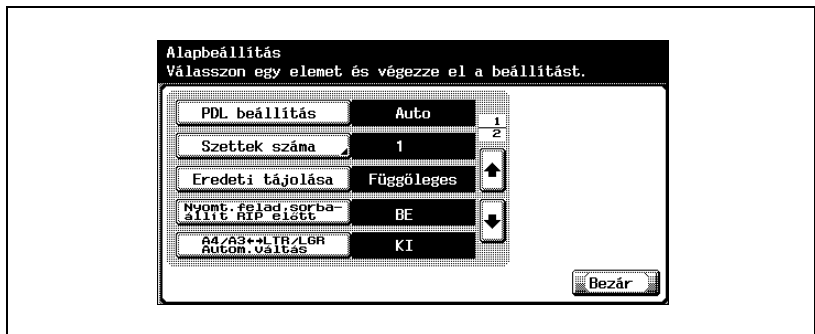 Alapbeállítás
Válasszon egy elemet és végezze el a beállítást.
PDL beállítás Auto
1
2
Szettek száma 1
Eredeti tájolása Függőleges
Nyomt.felad.sorba-
állít RIP előtt BE
A4/A3↔LTR/LGR
Autom.váltás KI
Bezár